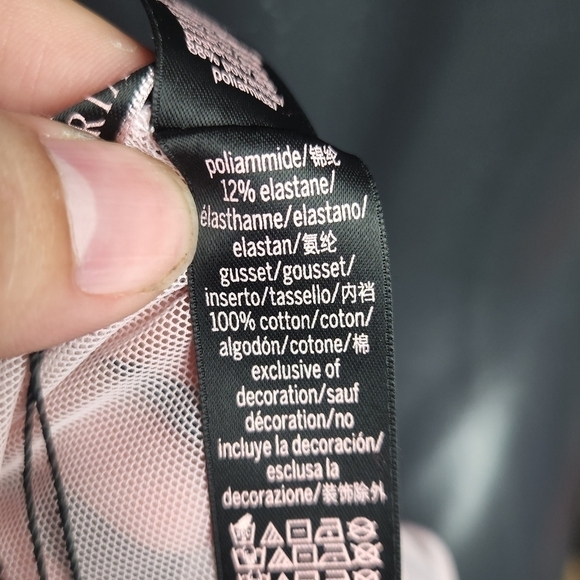 poliammide/锦纶
12% elastane/
élasthanne/elastano/
elastan/氨纶
gusset/gousset/
inserto/tassello/内裆
100% cotton/coton/
algodón/cotone/棉
exclusive of
decoration/sauf
décoration/no
incluye la decoración/
esclusa la
decorazione/装饰除外